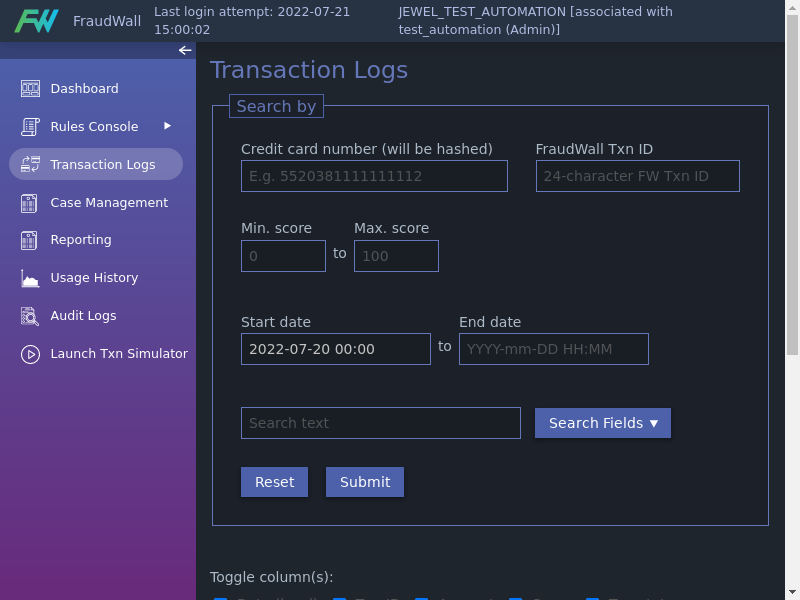 FW FraudWall
Last login attempt: 2022-07-21
15:00:02
JEWEL_TEST_AUTOMATION [associated with
test_automation (Admin)]
Dashboard
Rules Console
Transaction Logs
Case Management
Reporting
Usage History
Audit Logs
Launch Txn Simulator
Transaction Logs
Search by
Credit card number (will be hashed)
FraudWall Txn ID
E.g. 5520381111111112
24-character FW Txn ID
Min. score
Max. score
0
to
100
Start date
End date
2022-07-20 00:00
to
YYYY-mm-DD HH:MM
Search text
Search Fields ▼
Reset
Submit
Toggle column(s):